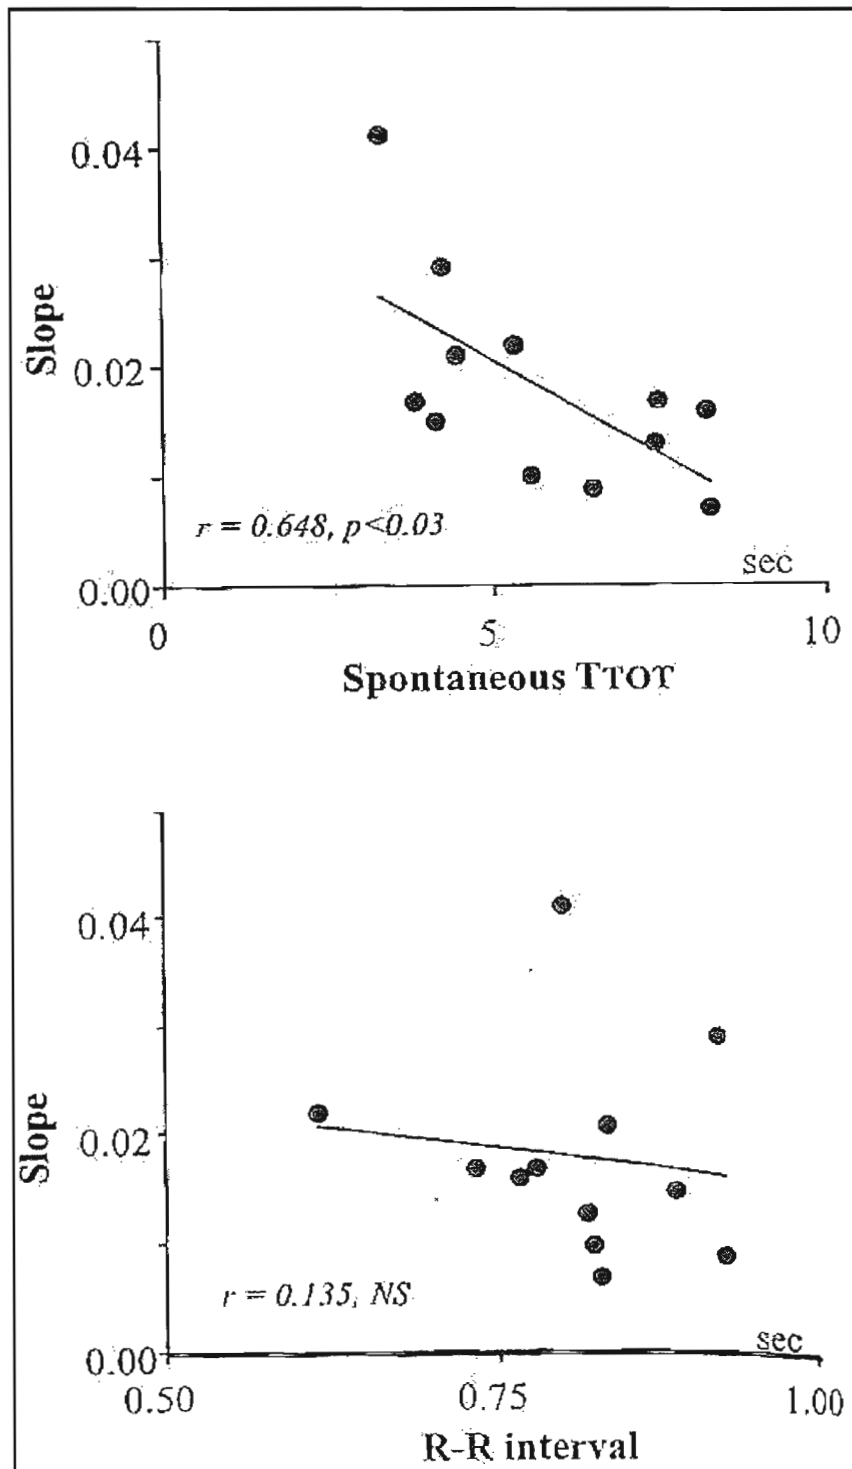 0.04
Slope
0.02
r = 0.648, p<0.03
sec
0.00
0
5
10
Spontaneous TTOT
0.04
Slope
0.02
r = 0.135, NS
sec
0.00
0.50
0.75
1.00
R-R interval